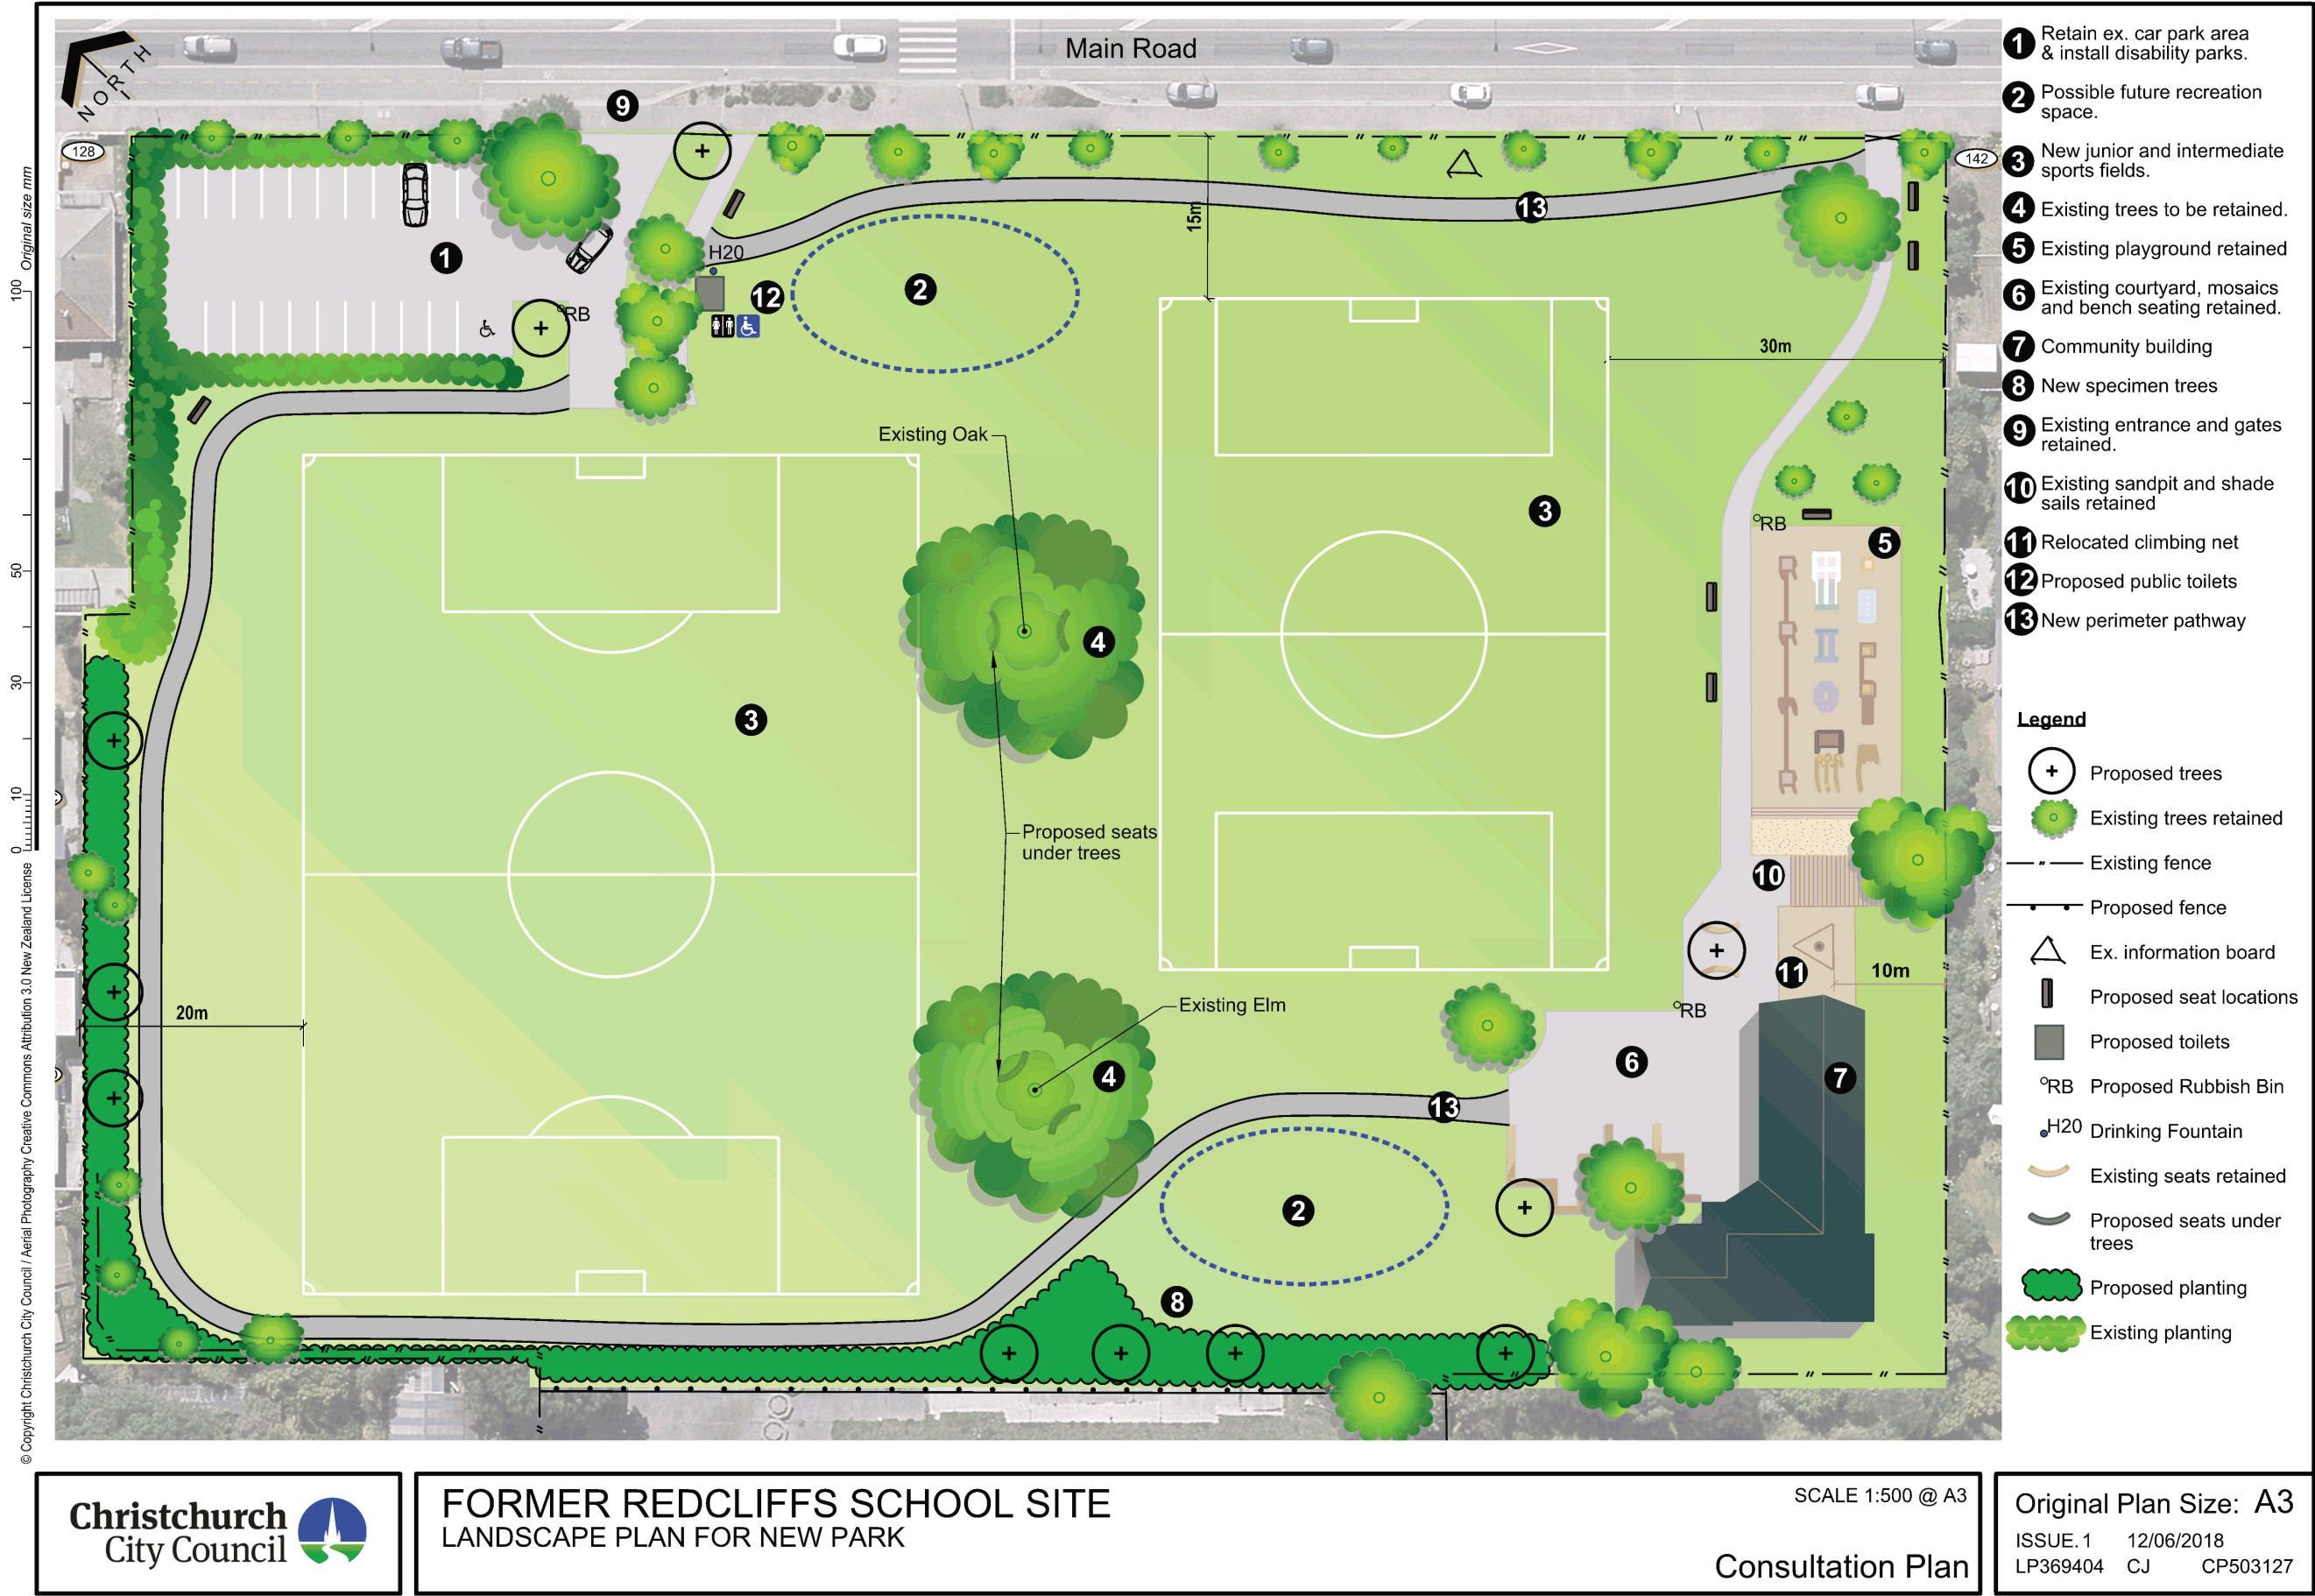 Main Road
NORTH
128
142
9
1
H20
RB
12
2
13
15m
30m
Existing Oak
3
RB
5
4
3
Proposed seats
under trees
10
11
10m
20m
Existing Elm
RB
4
6
7
13
2
8
Original size mm
100
50
30
10
0
© Copyright Christchurch City Council / Aerial Photography Creative Commons Attribution 3.0 New Zealand License
1 Retain ex. car park area
& install disability parks.
2 Possible future recreation
space.
3 New junior and intermediate
sports fields.
4 Existing trees to be retained.
5 Existing playground retained
6 Existing courtyard, mosaics
and bench seating retained.
7 Community building
8 New specimen trees
9 Existing entrance and gates
retained.
10 Existing sandpit and shade
sails retained
11 Relocated climbing net
12 Proposed public toilets
13 New perimeter pathway
Legend
Proposed trees
Existing trees retained
Existing fence
Proposed fence
Ex. information board
Proposed seat locations
Proposed toilets
RB Proposed Rubbish Bin
H20 Drinking Fountain
Existing seats retained
Proposed seats under
trees
Proposed planting
Existing planting
Christchurch
City Council
FORMER REDCLIFFS SCHOOL SITE
LANDSCAPE PLAN FOR NEW PARK
SCALE 1:500 @ A3
Consultation Plan
Original Plan Size: A3
ISSUE. 1 12/06/2018
LP369404 CJ CP503127